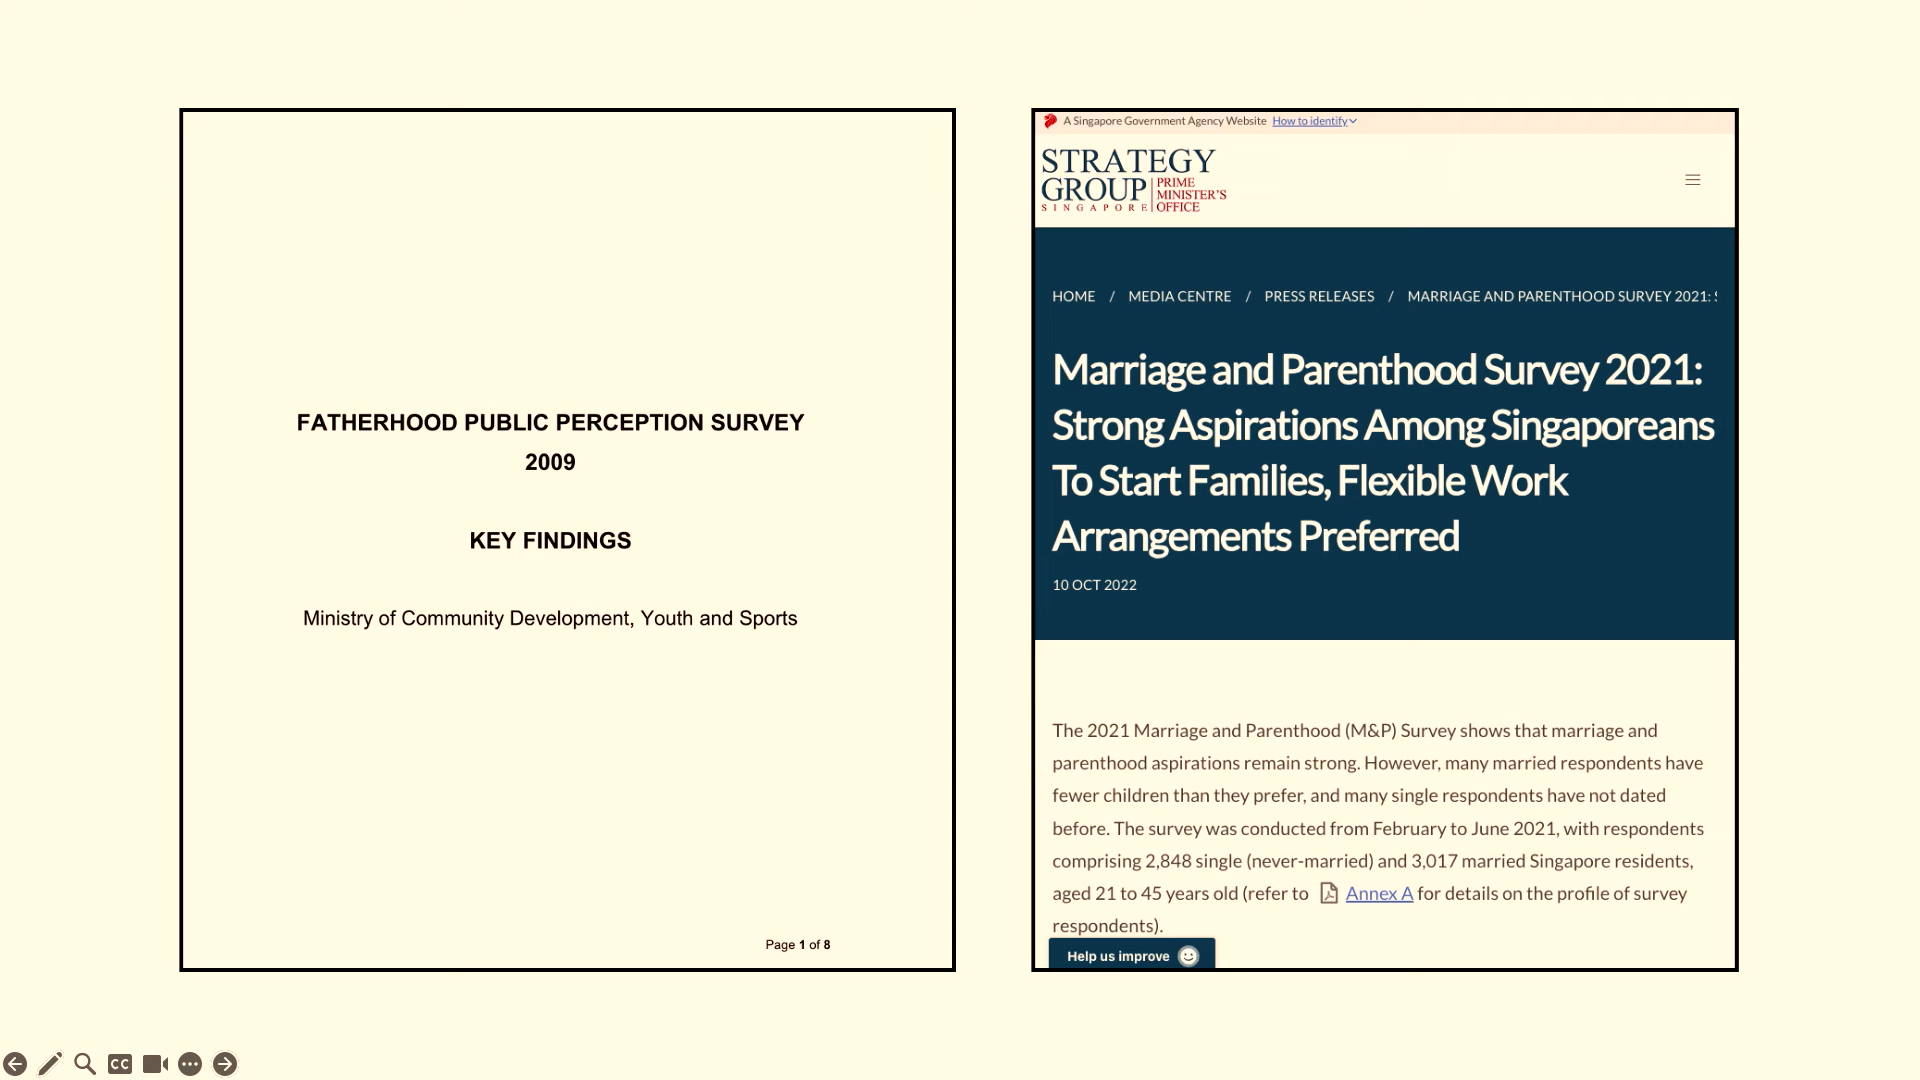 FATHERHOOD PUBLIC PERCEPTION SURVEY
2009
KEY FINDINGS
Ministry of Community Development, Youth and Sports
Page 1 of 8
A Singapore Government Agency Website How to identify
STRATEGY
GROUP
SINGAPORE
PRIME
MINISTER'S
OFFICE
HOME / MEDIA CENTRE / PRESS RELEASES / MARRIAGE AND PARENTHOOD SURVEY 2021:
Marriage and Parenthood Survey 2021:
Strong Aspirations Among Singaporeans
To Start Families, Flexible Work
Arrangements Preferred
10 OCT 2022
The 2021 Marriage and Parenthood (M&P) Survey shows that marriage and
parenthood aspirations remain strong. However, many married respondents have
fewer children than they prefer, and many single respondents have not dated
before. The survey was conducted from February to June 2021, with respondents
comprising 2,848 single (never-married) and 3,017 married Singapore residents,
aged 21 to 45 years old (refer to Annex A for details on the profile of survey
respondents).
Help us improve
CC